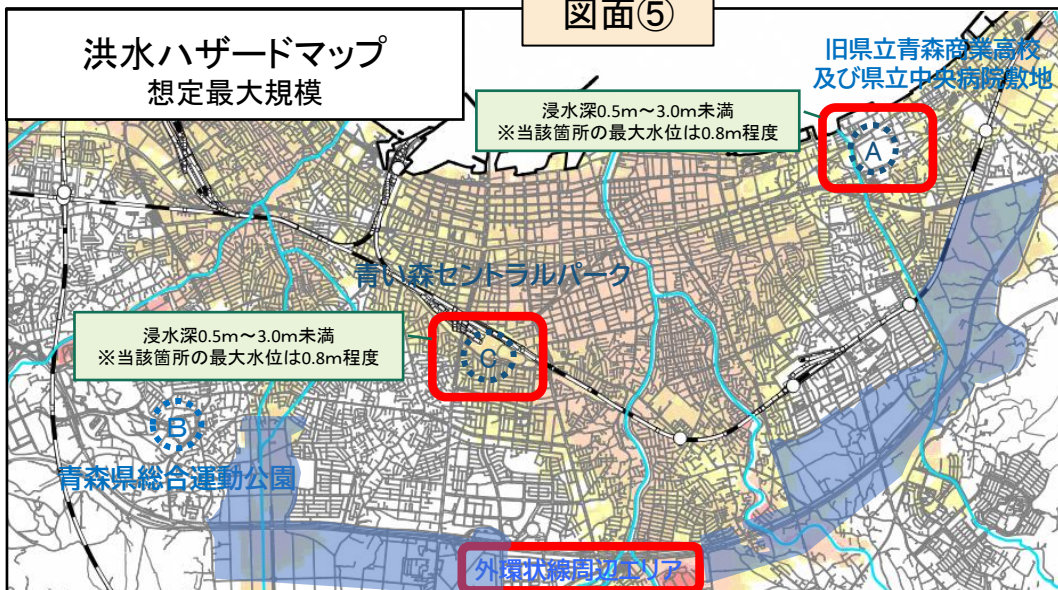 図面⑤
洪水ハザードマップ
想定最大規模
旧県立青森商業高校
及び県立中央病院敷地
浸水深0.5m～3.0m未満
※当該箇所の最大水位は0.8m程度
A
青い森セントラルパーク
浸水深0.5m～3.0m未満
※当該箇所の最大水位は0.8m程度
C
B
青森県総合運動公園
外環状線周辺エリア